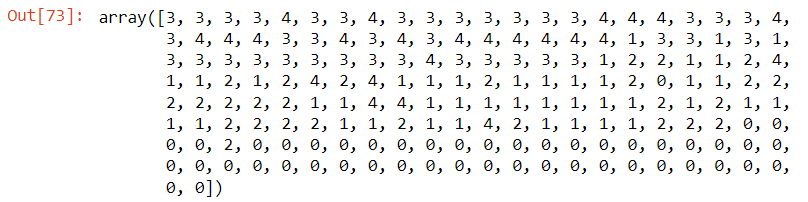 Out[73]: array([3, 3, 3, 3, 4, 3, 3, 4, 3, 3, 3, 3, 3, 3, 3, 4, 4, 4, 3, 3, 3, 4,
3, 4, 4, 4, 3, 3, 4, 3, 4, 3, 4, 4, 4, 4, 4, 4, 1, 3, 3, 1, 3, 1,
3, 3, 3, 3, 3, 3, 3, 3, 3, 4, 3, 3, 3, 3, 3, 1, 2, 2, 1, 1, 2, 4,
1, 1, 2, 1, 2, 4, 2, 4, 1, 1, 1, 2, 1, 1, 1, 1, 2, 0, 1, 1, 2, 2,
2, 2, 2, 2, 2, 1, 1, 4, 4, 1, 1, 1, 1, 1, 1, 1, 1, 2, 1, 2, 1, 1,
1, 1, 2, 2, 2, 2, 1, 1, 2, 1, 1, 4, 2, 1, 1, 1, 1, 2, 2, 2, 0, 0,
0, 0, 2, 0, 0, 0, 0, 0, 0, 0, 0, 0, 0, 0, 0, 0, 0, 0, 0, 0, 0, 0,
0, 0, 0, 0, 0, 0, 0, 0, 0, 0, 0, 0, 0, 0, 0, 0, 0, 0, 0, 0, 0, 0,
0, 0])